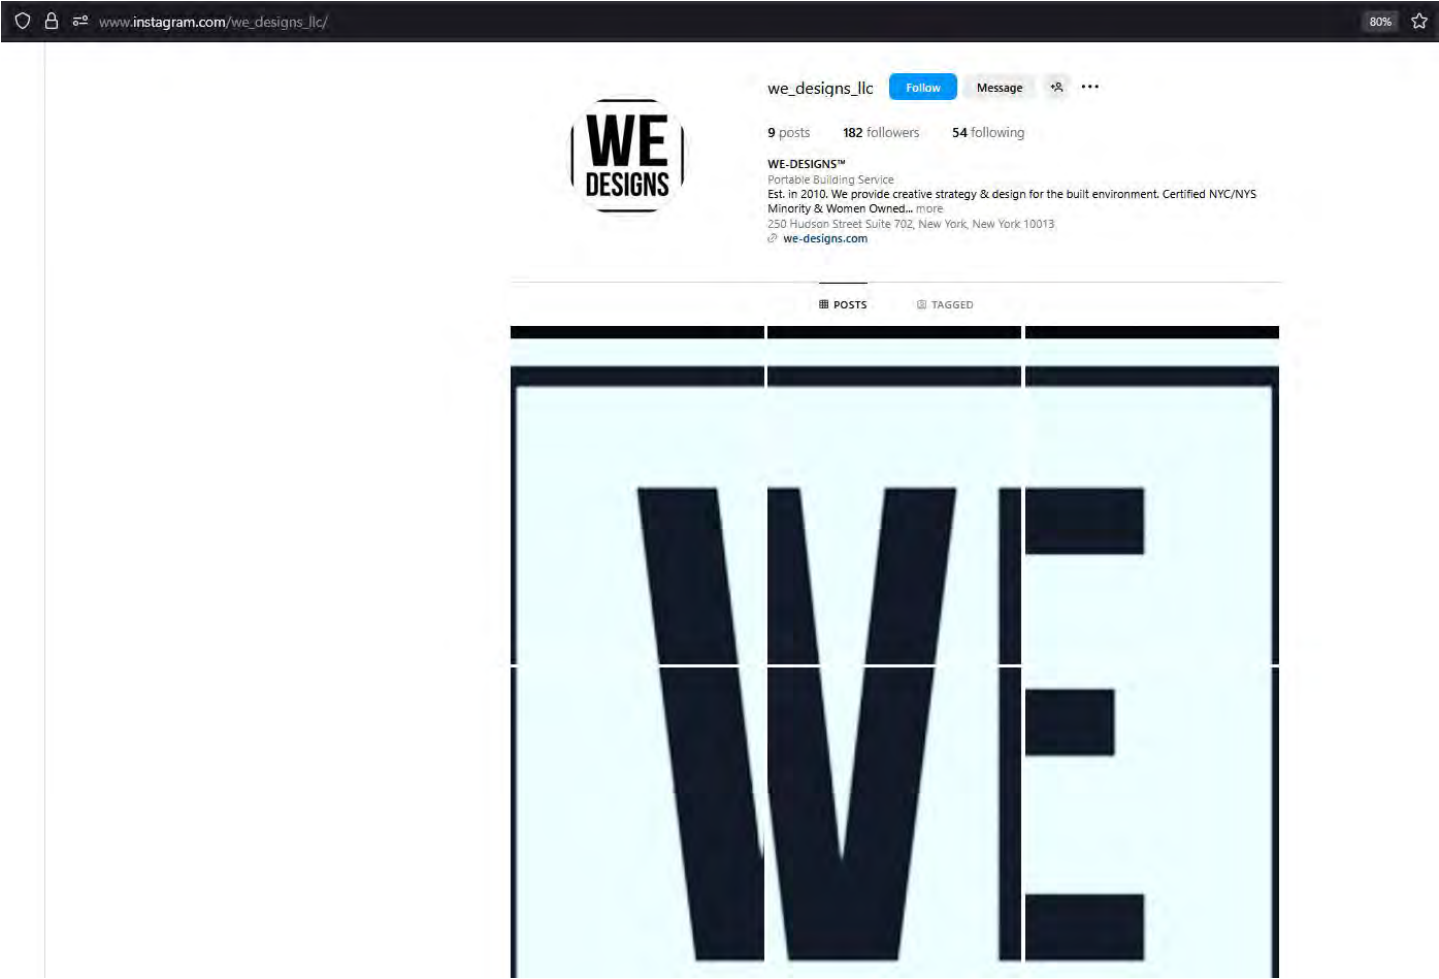 www.instagram.com/we_designs_llc/
80%
we_designs_llc Follow Message
9 posts 182 followers 54 following
WE
DESIGNS
WE-DESIGNS™
Portable Building Service
Est. in 2010. We provide creative strategy & design for the built environment. Certified NYC/NYS
Minority & Women Owned... more
250 Hudson Street Suite 702, New York, New York 10013
we-designs.com
POSTS TAGGED
WE